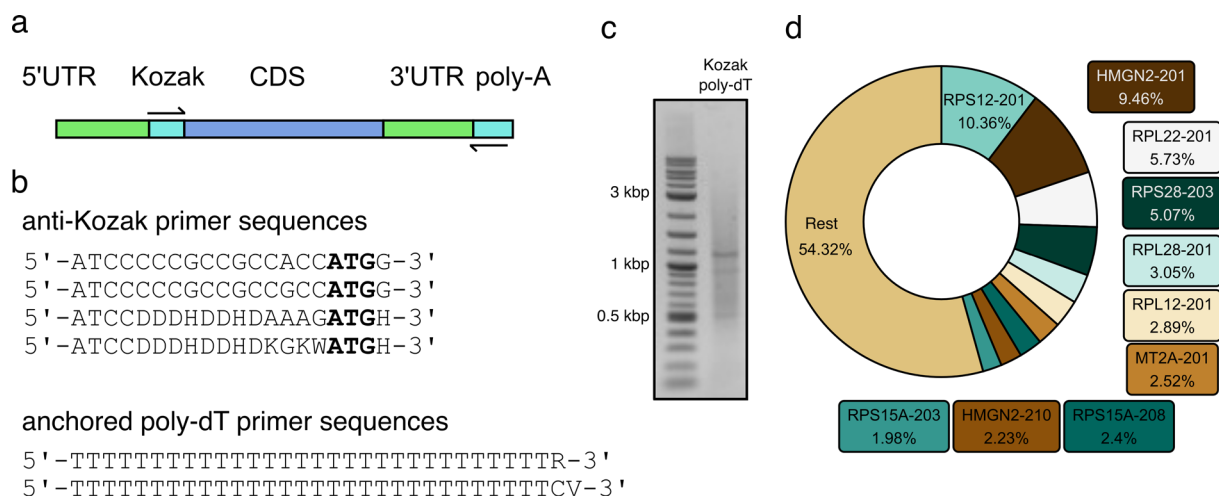 a
5'UTR Kozak CDS 3'UTR poly-A
b
anti-Kozak primer sequences
5'-ATCCCCCGCCGCCACCATGG-3'
5'-ATCCCCCGCCGCCGCCATGG-3'
5'-ATCCDDDHDDHDAAAGATGH-3'
5'-ATCCDDDHDDHDKGKWATGH-3'
anchored poly-dT primer sequences
5'-TTTTTTTTTTTTTTTTTTTTTTTTTTTTTR-3'
5'-TTTTTTTTTTTTTTTTTTTTTTTTTTTTTCV-3'
c
Kozak
poly-dT
3 kbp
1 kbp
0.5 kbp
d
RPS12-201
10.36%
HMGN2-201
9.46%
RPL22-201
5.73%
RPS28-203
5.07%
RPL28-201
3.05%
RPL12-201
2.89%
MT2A-201
2.52%
RPS15A-208
2.4%
HMGN2-210
2.23%
RPS15A-203
1.98%
Rest
54.32%